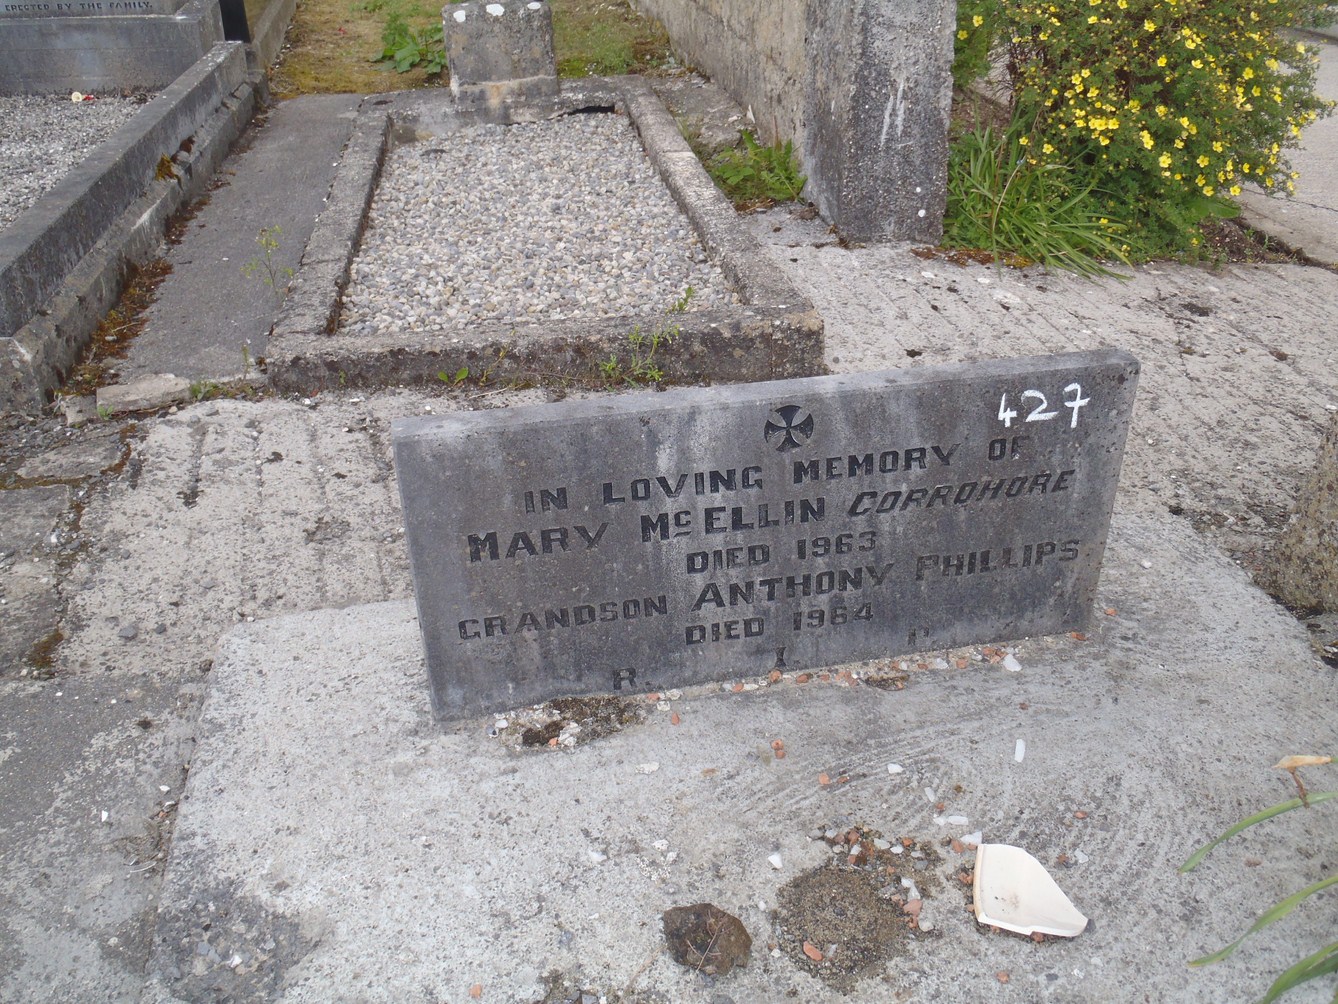 ERECTED BY THE FAMILY.
427
IN LOVING MEMORY OF
MARY McELLIN CORROHORE
DIED 1963
GRANDSON ANTHONY PHILLIPS
DIED 1964
R. I. P.